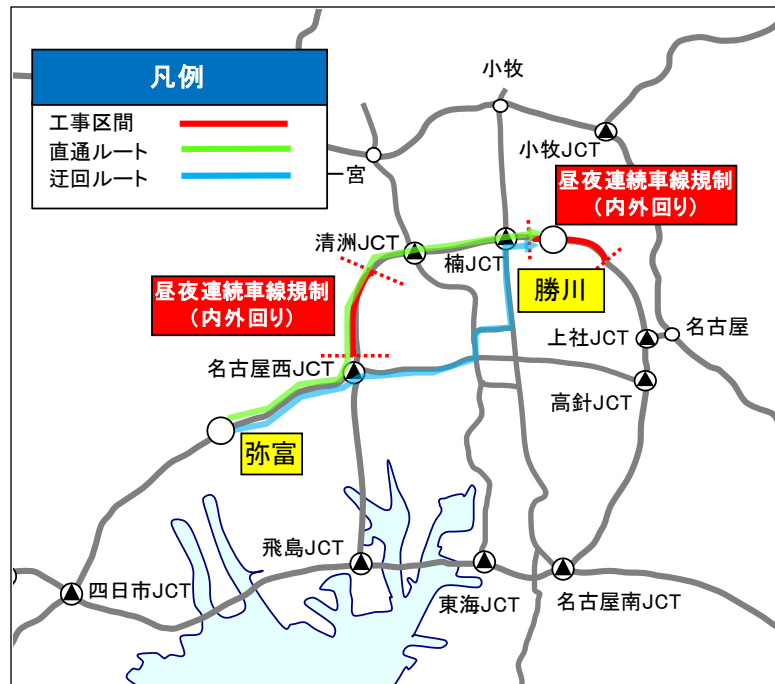 凡例
工事区間
直通ルート
迂回ルート
小牧
小牧JCT
一宮
昼夜連続車線規制
（内外回り）
清洲JCT
楠JCT
勝川
昼夜連続車線規制
（内外回り）
上社JCT
名古屋
名古屋西JCT
高針JCT
弥富
飛島JCT
四日市JCT
東海JCT
名古屋南JCT